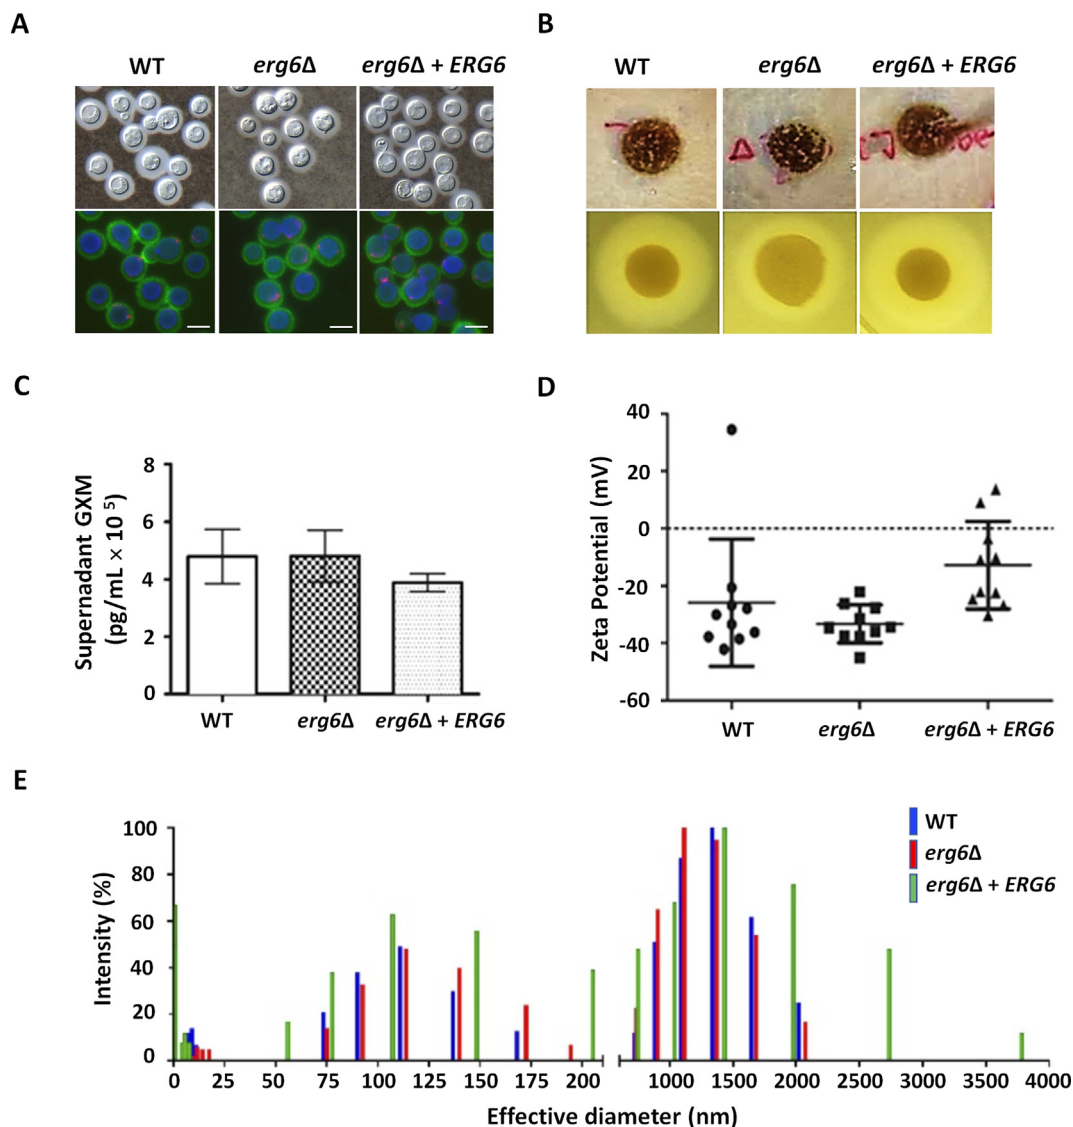 A
WT
erg6Δ
erg6Δ + ERG6
B
WT
erg6Δ
erg6Δ + ERG6
Δ
C
Supernadant GXM
(pg/mL × 10 5)
8
6
4
2
0
WT
erg6Δ
erg6Δ + ERG6
D
Zeta Potential (mV)
40
20
0
-20
-40
-60
WT
erg6Δ
erg6Δ + ERG6
E
Intensity (%)
100
80
60
40
20
0
0 25 50 75 100 125 150 175 200 1000 1500 2000 2500 3000 3500 4000
Effective diameter (nm)
WT
erg6Δ
erg6Δ + ERG6